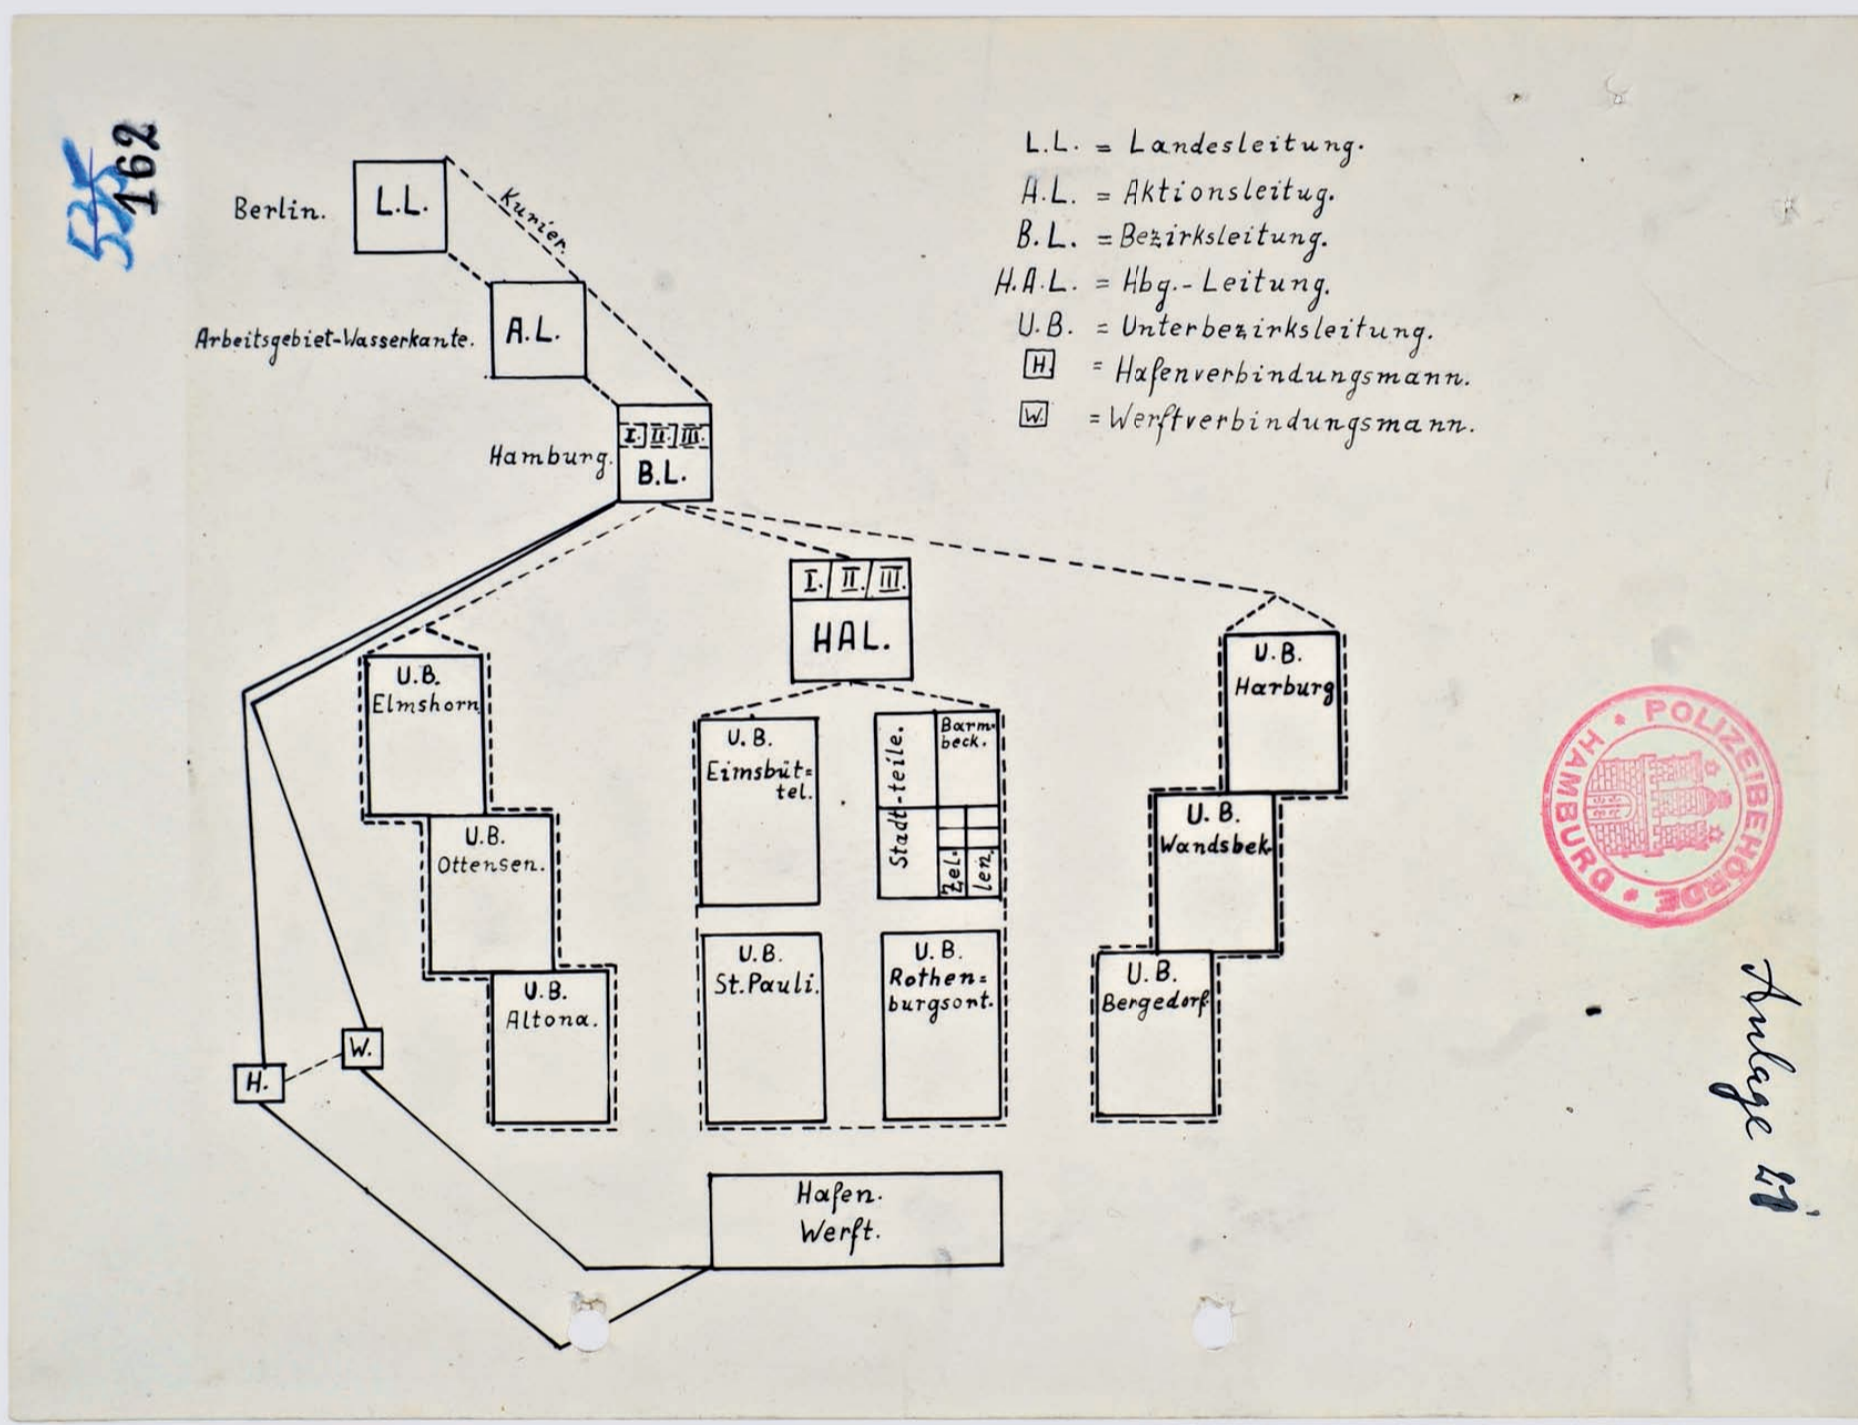 535
162
L.L. = Landesleitung.
A.L. = Aktionsleitug.
B.L. = Bezirksleitung.
H.A.L. = Hbg.-Leitung.
U.B. = Unterbezirksleitung.
H. = Hafenverbindungsmann.
W. = Werftverbindungsmann.
Berlin. L.L.
Kurier.
Arbeitsgebiet-Wasserkante. A.L.
I. II. III.
Hamburg. B.L.
I. II. III.
HAL.
U.B.
Elmshorn.
U.B.
Ottensen.
U.B.
Altona.
U.B.
Eimsbüt=
tel.
Stadt-teile.
Barm-
beck.
Zel-
len.
U.B.
St.Pauli.
U.B.
Rothen=
burgsort.
U.B.
Harburg
U.B.
Wandsbek.
U.B.
Bergedorf.
H.
W.
Hafen.
Werft.
POLIZEIBEHÖRDE
HAMBURG
Anlage